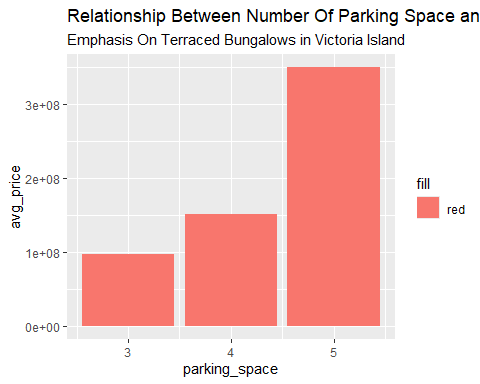 Relationship Between Number Of Parking Space an
Emphasis On Terraced Bungalows in Victoria Island
3e+08
2e+08
1e+08
0e+00
avg_price
3 4 5
parking_space
fill
red